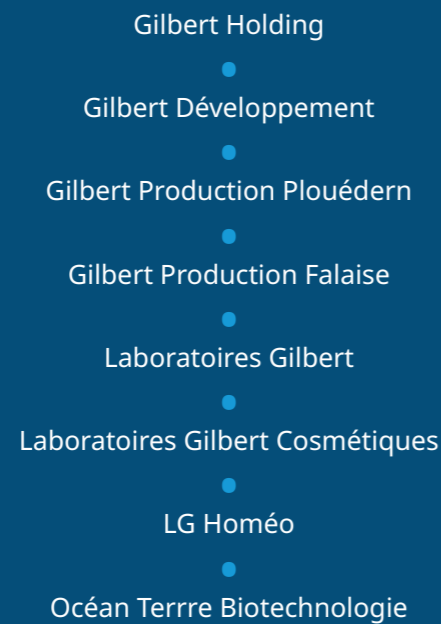 Gilbert Holding
Gilbert Développement
Gilbert Production Plouédern
Gilbert Production Falaise
Laboratoires Gilbert
Laboratoires Gilbert Cosmétiques
LG Homéo
Océan Terrre Biotechnologie